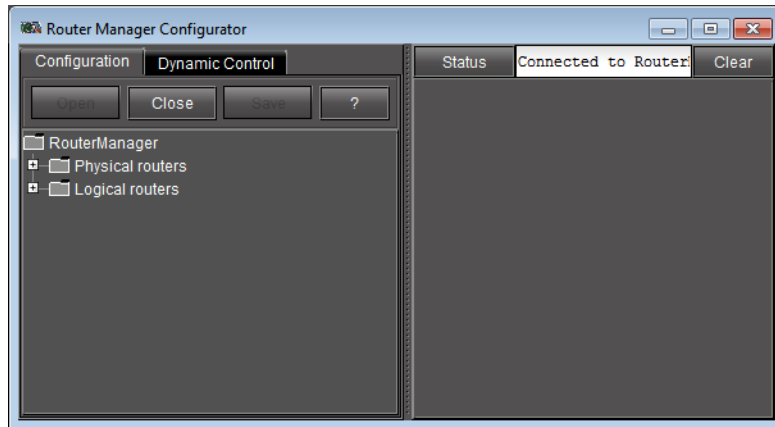 Router Manager Configurator
Configuration Dynamic Control
Open Close Save ?
RouterManager
Physical routers
Logical routers
Status Connected to Router Clear